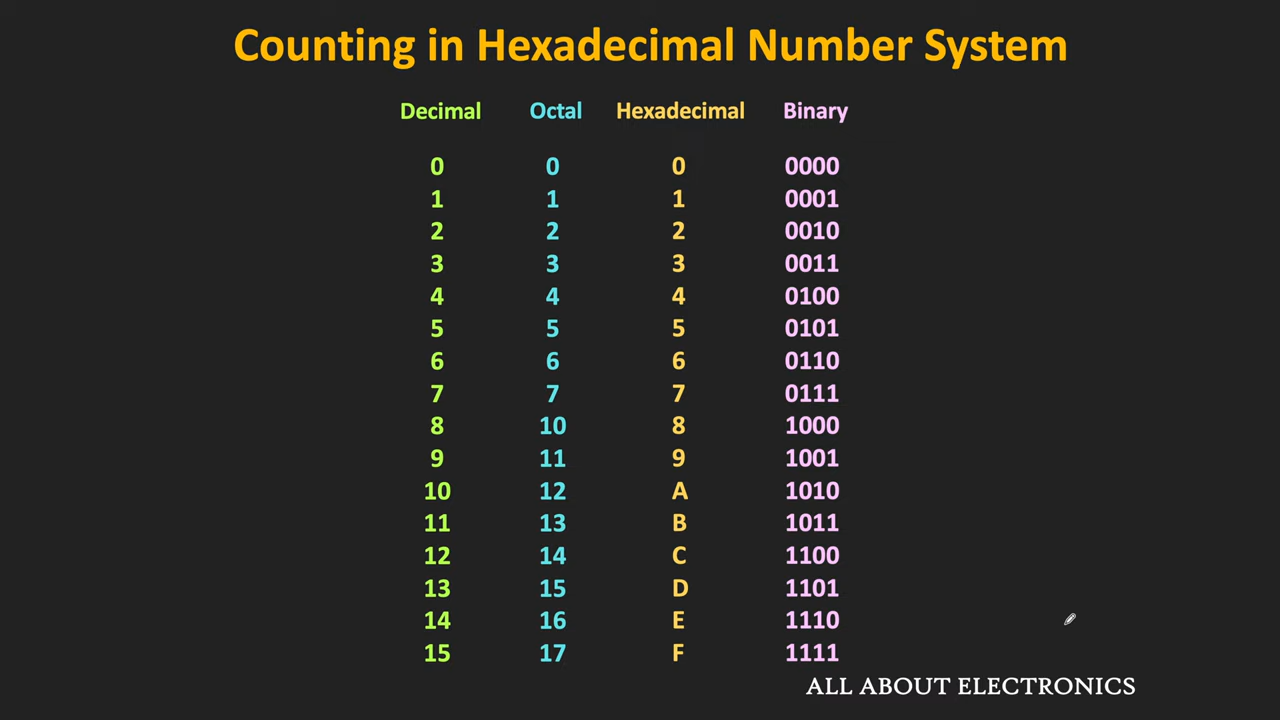 Counting in Hexadecimal Number System
Decimal Octal Hexadecimal Binary
0 0 0 0000
1 1 1 0001
2 2 2 0010
3 3 3 0011
4 4 4 0100
5 5 5 0101
6 6 6 0110
7 7 7 0111
8 10 8 1000
9 11 9 1001
10 12 A 1010
11 13 B 1011
12 14 C 1100
13 15 D 1101
14 16 E 1110
15 17 F 1111
ALL ABOUT ELECTRONICS